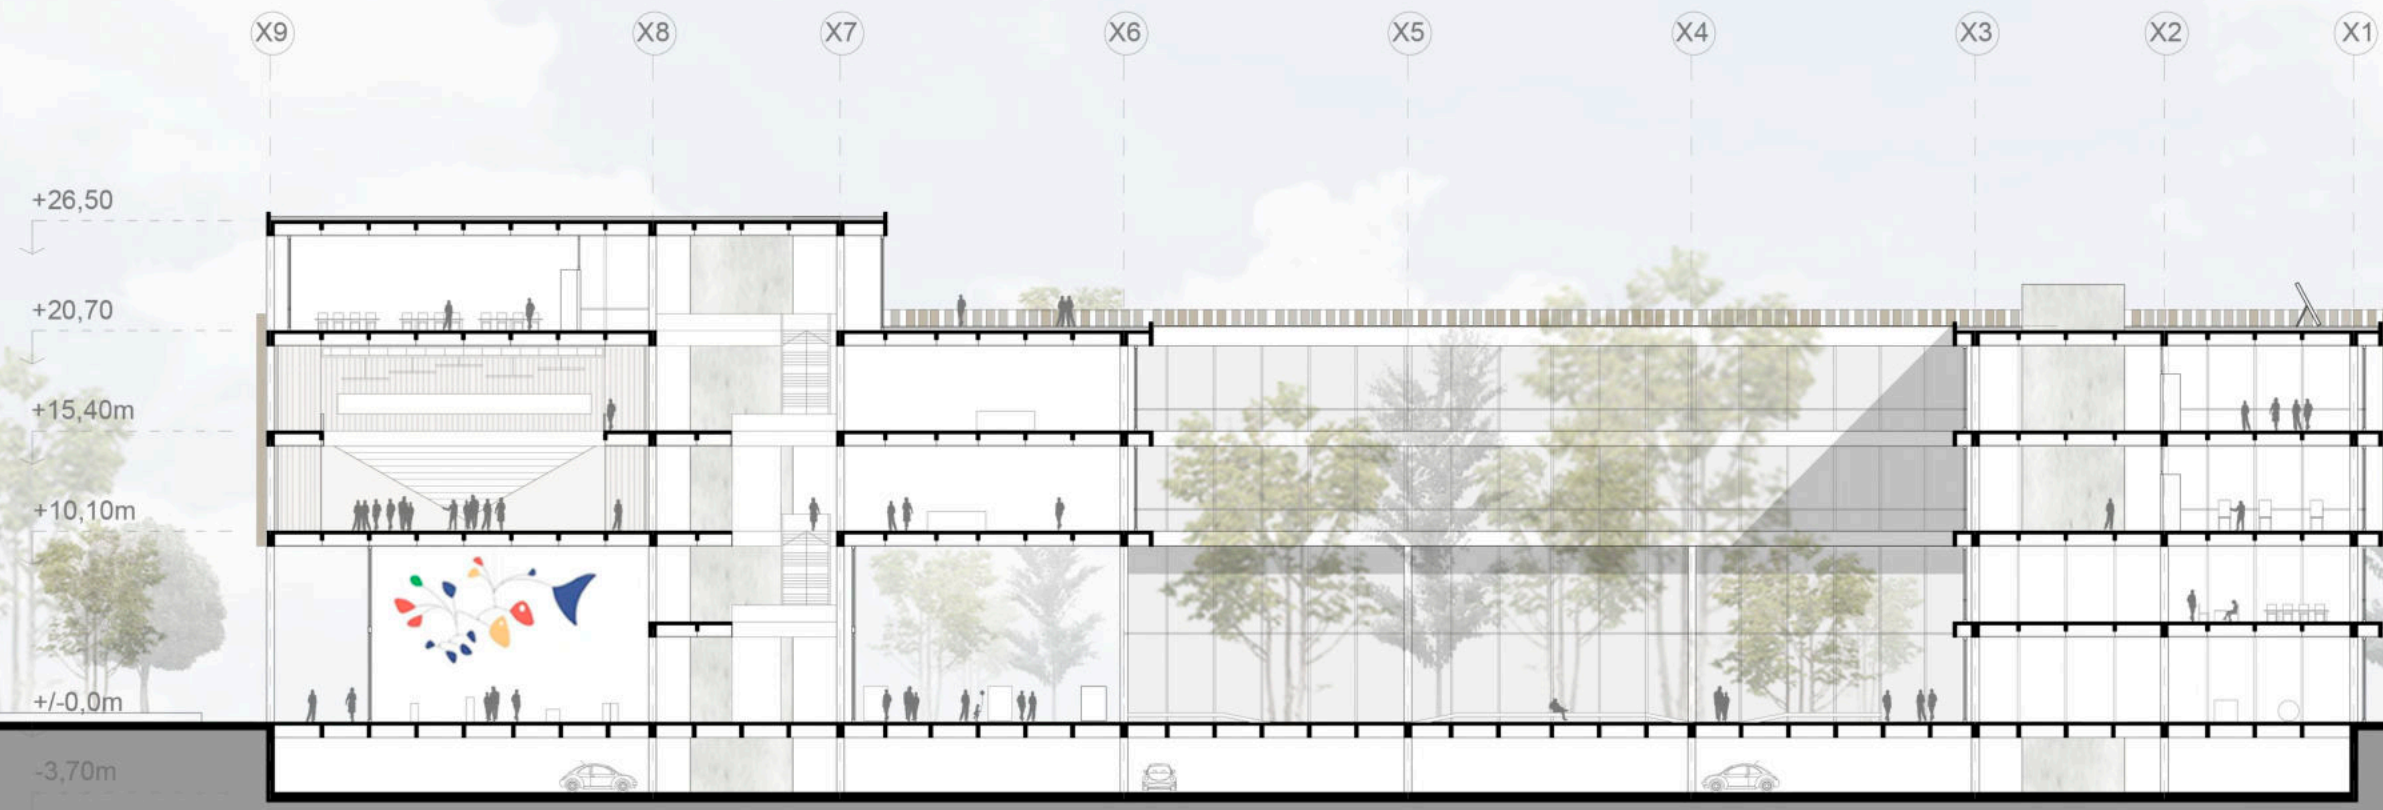 X9 X8 X7 X6 X5 X4 X3 X2 X1
+26,50
+20,70
+15,40m
+10,10m
+/-0,0m
-3,70m